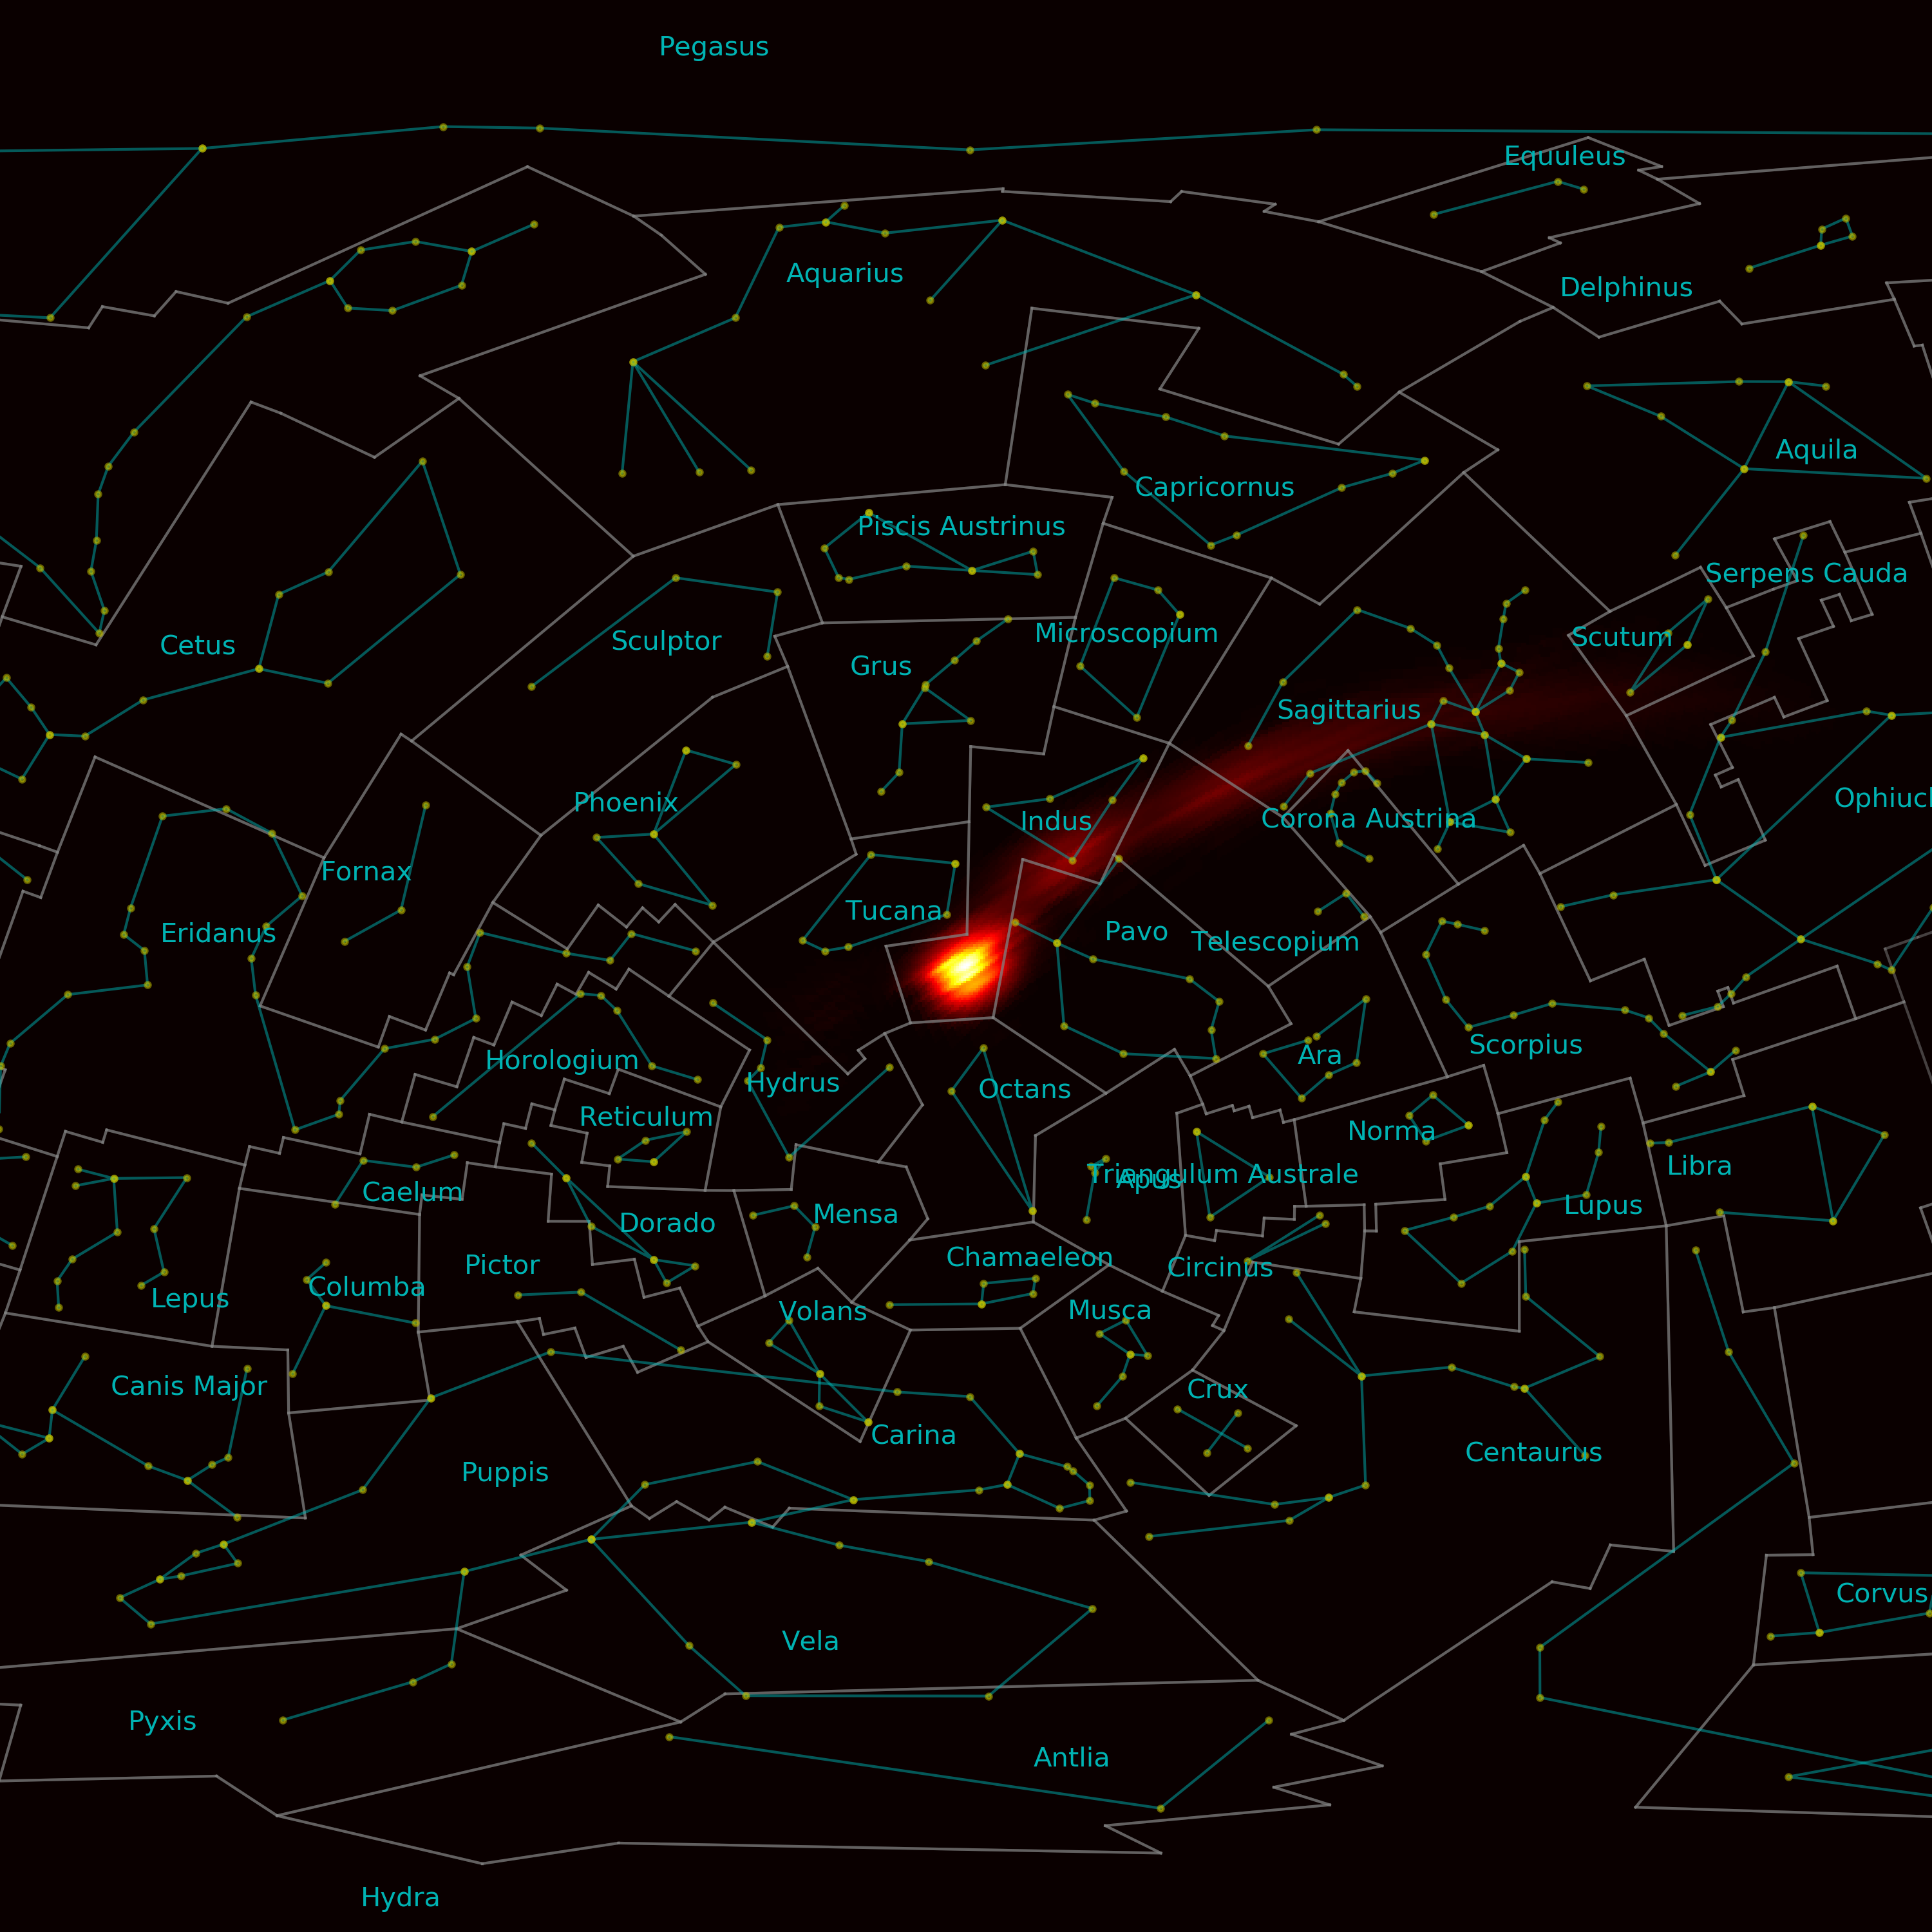 Pegasus
Equuleus
Aquarius
Delphinus
Aquila
Capricornus
Piscis Austrinus
Serpens Cauda
Cetus
Sculptor
Microscopium
Scutum
Grus
Sagittarius
Phoenix
Ophiuch
Indus
Corona Austrina
Fornax
Tucana
Eridanus
Pavo
Telescopium
Scorpius
Ara
Horologium
Hydrus
Octans
Reticulum
Norma
Libra
Triangulum Australe
Apus
Caelum
Lupus
Dorado
Mensa
Chamaeleon
Pictor
Circinus
Columba
Lepus
Volans
Musca
Canis Major
Crux
Carina
Centaurus
Puppis
Corvus
Vela
Pyxis
Antlia
Hydra